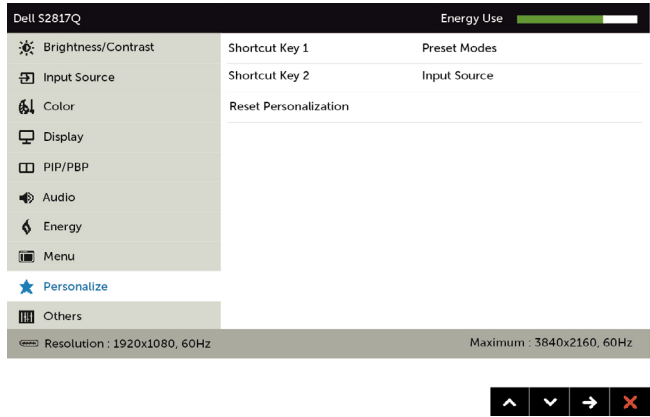 Dell S2817Q Energy Use
Brightness/Contrast
Shortcut Key 1 Preset Modes
Input Source
Shortcut Key 2 Input Source
Color
Reset Personalization
Display
PIP/PBP
Audio
Energy
Menu
Personalize
Others
Resolution : 1920x1080, 60Hz Maximum : 3840x2160, 60Hz